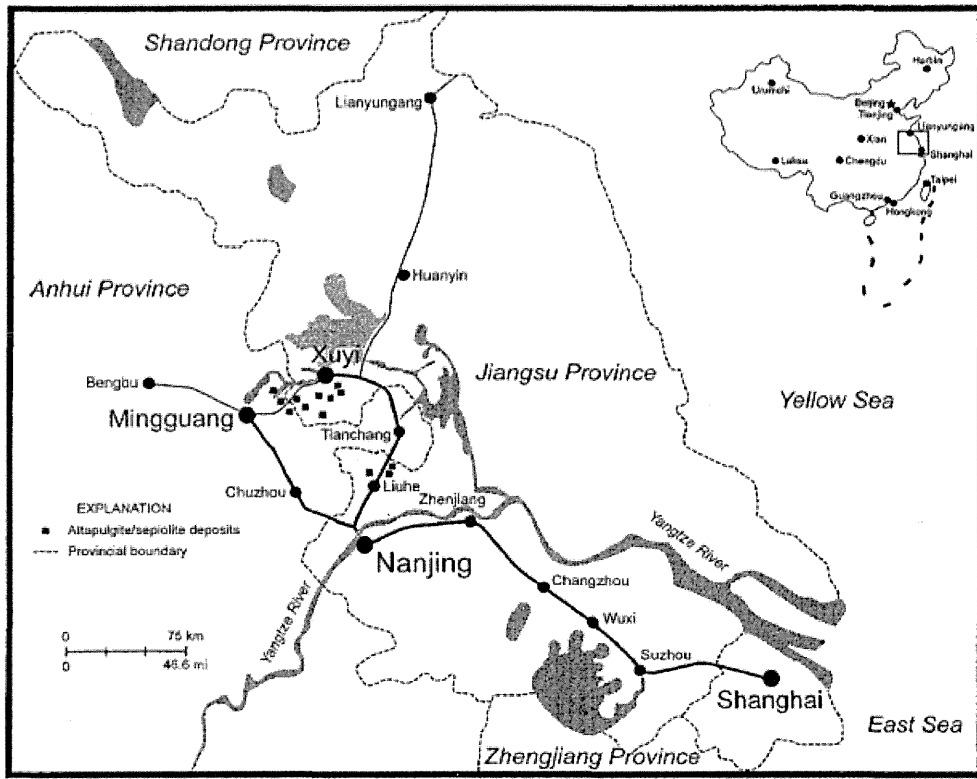 Shandong Province
Lianyungang
Harbin
Urumchi
Beijing
Tianjing
Lianyungang
Xian
Shanghai
Lahsa
Chengdu
Taipei
Guangzhou
Hongkong
Huanyin
Anhui Province
Xuyi
Jiangsu Province
Bengbu
Yellow Sea
Mingguang
Tianchang
Chuzhou
Liuhe
Zhenjiang
EXPLANATION
Attapulgite/sepiolite deposits
Provincial boundary
Yangtze River
Nanjing
Changzhou
Yangtze River
Wuxi
0 75 km
0 46.6 mi
Suzhou
Shanghai
East Sea
Zhengjiang Province